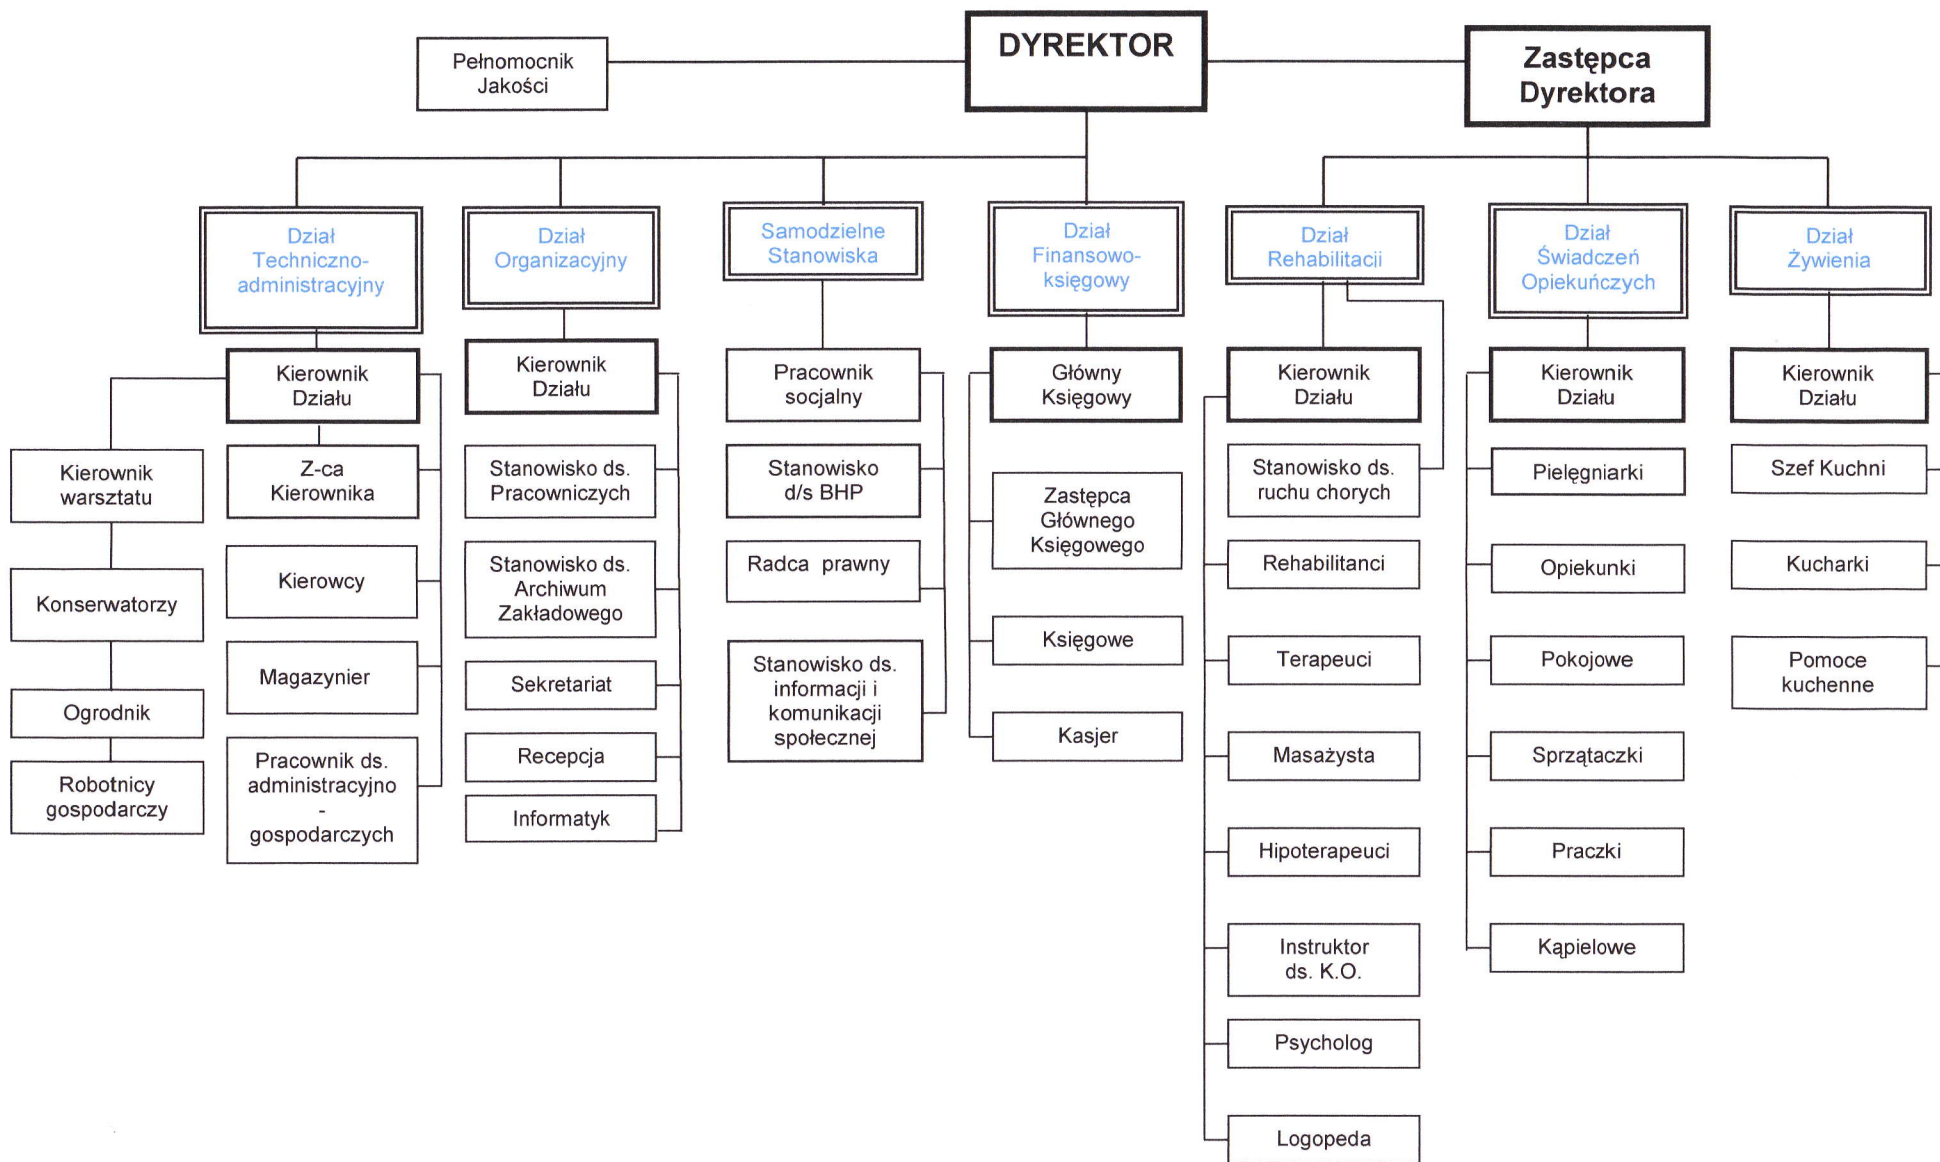 Pełnomocnik
Jakości
DYREKTOR
Zastępca
Dyrektora
Dział
Techniczno-
administracyjny
Dział
Organizacyjny
Samodzielne
Stanowiska
Dział
Finansowo-
księgowy
Dział
Rehabilitacji
Dział
Świadczeń
Opiekuńczych
Dział
Żywienia
Kierownik
warsztatu
Konserwatorzy
Ogrodnik
Robotnicy
gospodarczy
Kierownik
Działu
Z-ca
Kierownika
Kierowcy
Magazynier
Pracownik ds.
administracyjno
-
gospodarczych
Kierownik
Działu
Stanowisko ds.
Pracowniczych
Stanowisko ds.
Archiwum
Zakładowego
Sekretariat
Recepcja
Informatyk
Pracownik
socjalny
Stanowisko
d/s BHP
Radca prawny
Stanowisko ds.
informacji i
komunikacji
społecznej
Główny
Księgowy
Zastępca
Głównego
Księgowego
Księgowe
Kasjer
Kierownik
Działu
Stanowisko ds.
ruchu chorych
Rehabilitanci
Terapeuci
Masażysta
Hipoterapeuci
Instruktor
ds. K.O.
Psycholog
Logopeda
Kierownik
Działu
Pielęgniarki
Opiekunki
Pokojowe
Sprzątaczki
Praczki
Kąpielowe
Kierownik
Działu
Szef Kuchni
Kucharki
Pomoce
kuchenne